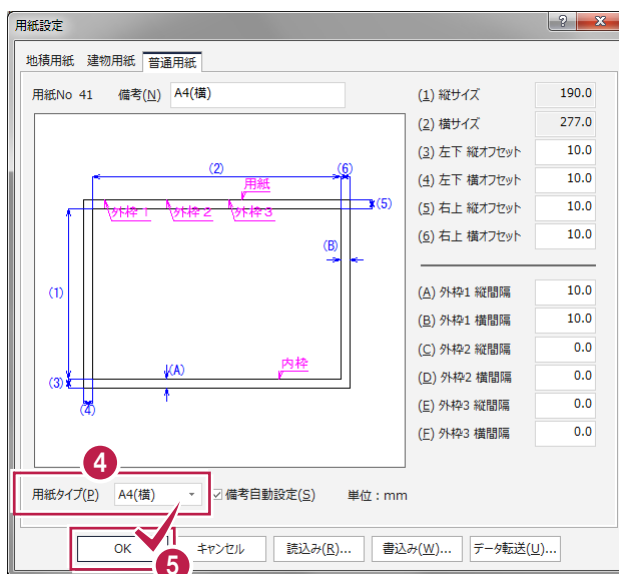 用紙設定
? x
地積用紙 建物用紙 普通用紙
用紙No 41 備考(N) A4(横)
(1) 縦サイズ 190.0
(2) 横サイズ 277.0
(3) 左下 縦オフセット 10.0
(4) 左下 横オフセット 10.0
(5) 右上 縦オフセット 10.0
(6) 右上 横オフセット 10.0
(A) 外枠1 縦間隔 10.0
(B) 外枠1 横間隔 10.0
(C) 外枠2 縦間隔 0.0
(D) 外枠2 横間隔 0.0
(E) 外枠3 縦間隔 0.0
(F) 外枠3 横間隔 0.0
(2) (6)
用紙
外枠1 外枠2 外枠3 (5)
(B)
(1)
(A) 内枠
(3)
(4)
4
用紙タイプ(P) A4(横) 備考自動設定(S) 単位：mm
OK キャンセル 読込み(R)... 書込み(W)... データ転送(U)...
5